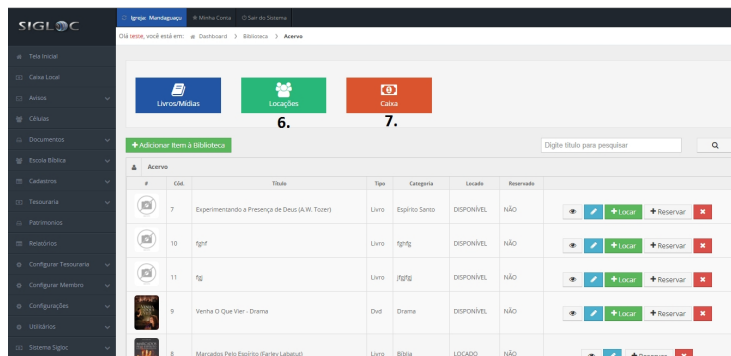 SIGLOC
Igreja: Mandaguaçu
Minha Conta
Sair do Sistema
Olá teste, você está em: Dashboard > Biblioteca > Acervo
Tela Inicial
Caixa Local
Avisos
Células
Documentos
Escola Bíblica
Cadastros
Tesouraria
Patrimonios
Relatórios
Configurar Tesouraria
Configurar Membro
Configurações
Utilitários
Sistema Sigloc
Livros/Mídias
Locações
Caixa
6.
7.
+Adicionar Item à Biblioteca
Digite título para pesquisar
Acervo
# Cód. Título Tipo Categoria Locado Reservado
7 Experimentando a Presença de Deus (A.W. Tozer) Livro Espírito Santo DISPONÍVEL NÃO +Locar +Reservar
10 fghf Livro fghfg DISPONÍVEL NÃO +Locar +Reservar
11 fgj Livro jfgjfgj DISPONÍVEL NÃO +Locar +Reservar
9 Venha O Que Vier - Drama Dvd Drama DISPONÍVEL NÃO +Locar +Reservar
8 Marcados Pelo Espírito (Farley Labatut) Livro Bíblia LOCADO NÃO +Reservar